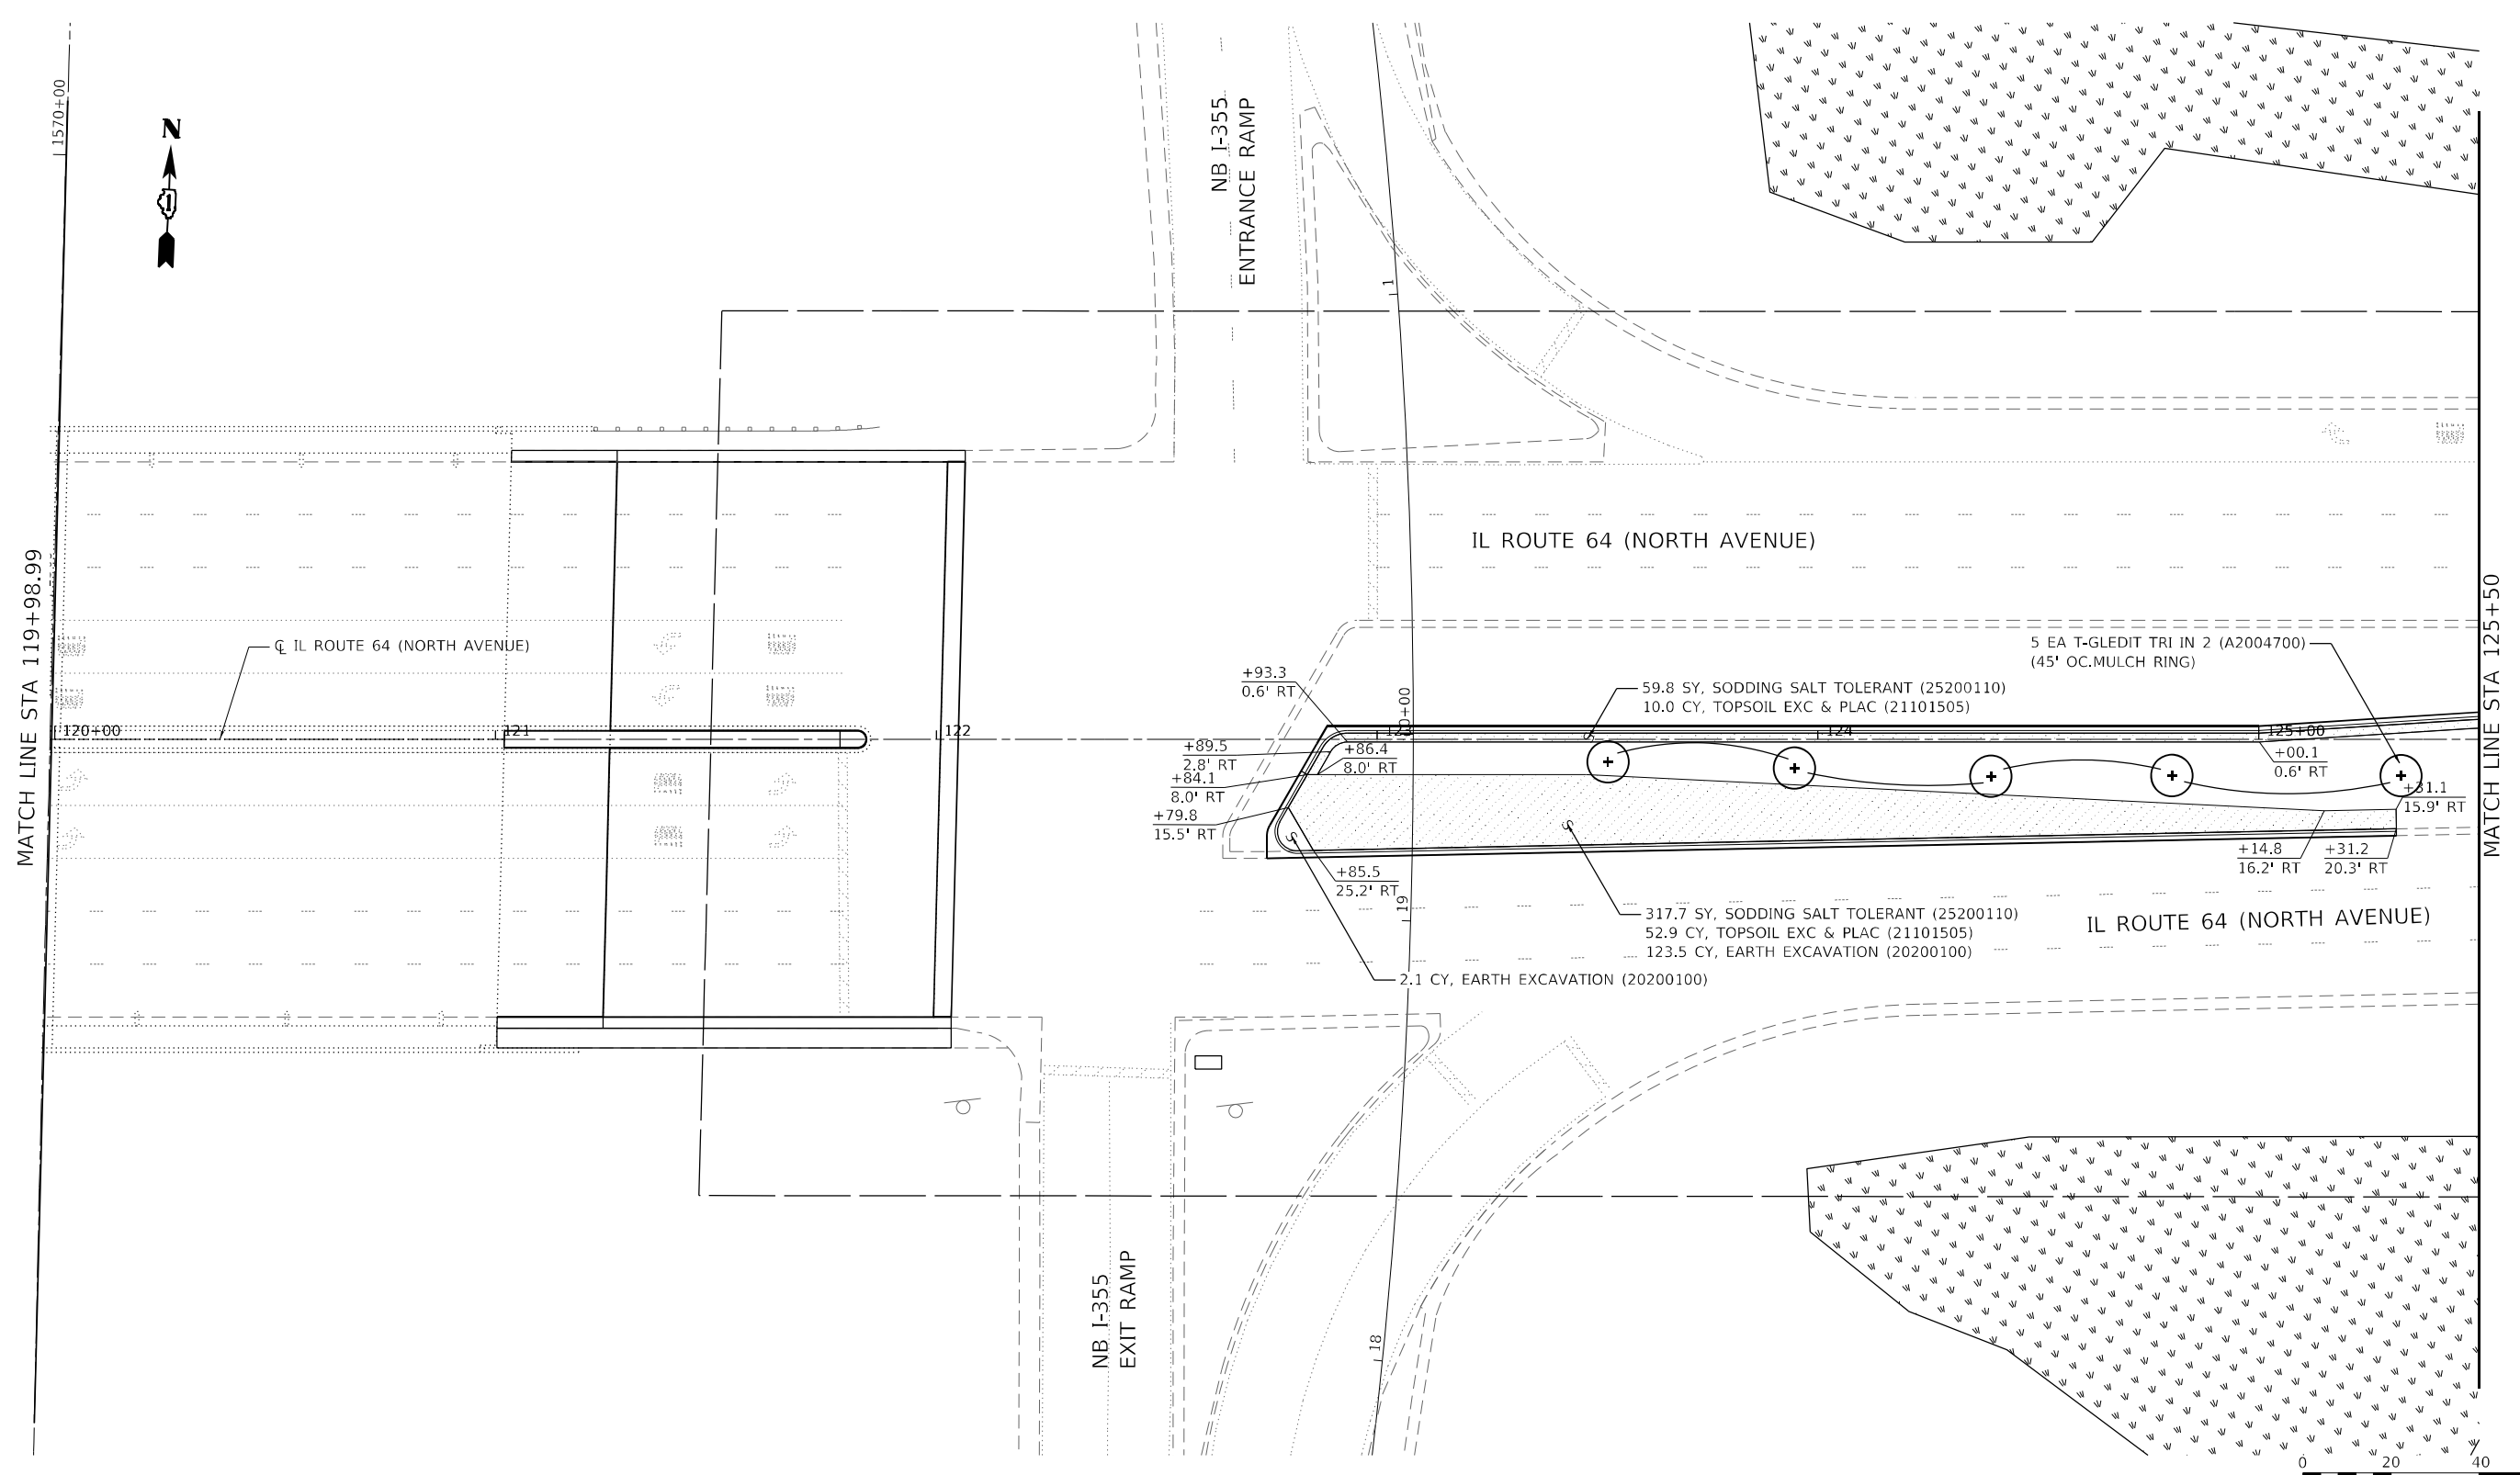 1570+00
N
1
NB I-355
ENTRANCE RAMP
1
IL ROUTE 64 (NORTH AVENUE)
MATCH LINE STA 119+98.99
℄ IL ROUTE 64 (NORTH AVENUE)
5 EA T-GLEDIT TRI IN 2 (A2004700)
(45' OC.MULCH RING)
+93.3
0.6' RT
59.8 SY, SODDING SALT TOLERANT (25200110)
10.0 CY, TOPSOIL EXC & PLAC (21101505)
MATCH LINE STA 125+50
120+00
121
122
123
124
125+00
+00
+89.5
2.8' RT
+86.4
8.0' RT
+00.1
0.6' RT
+84.1
8.0' RT
+31.1
15.9' RT
+79.8
15.5' RT
+14.8
16.2' RT
+31.2
20.3' RT
+85.5
25.2' RT
19
317.7 SY, SODDING SALT TOLERANT (25200110)
52.9 CY, TOPSOIL EXC & PLAC (21101505)
123.5 CY, EARTH EXCAVATION (20200100)
IL ROUTE 64 (NORTH AVENUE)
2.1 CY, EARTH EXCAVATION (20200100)
NB I-355
EXIT RAMP
18
0 20 40